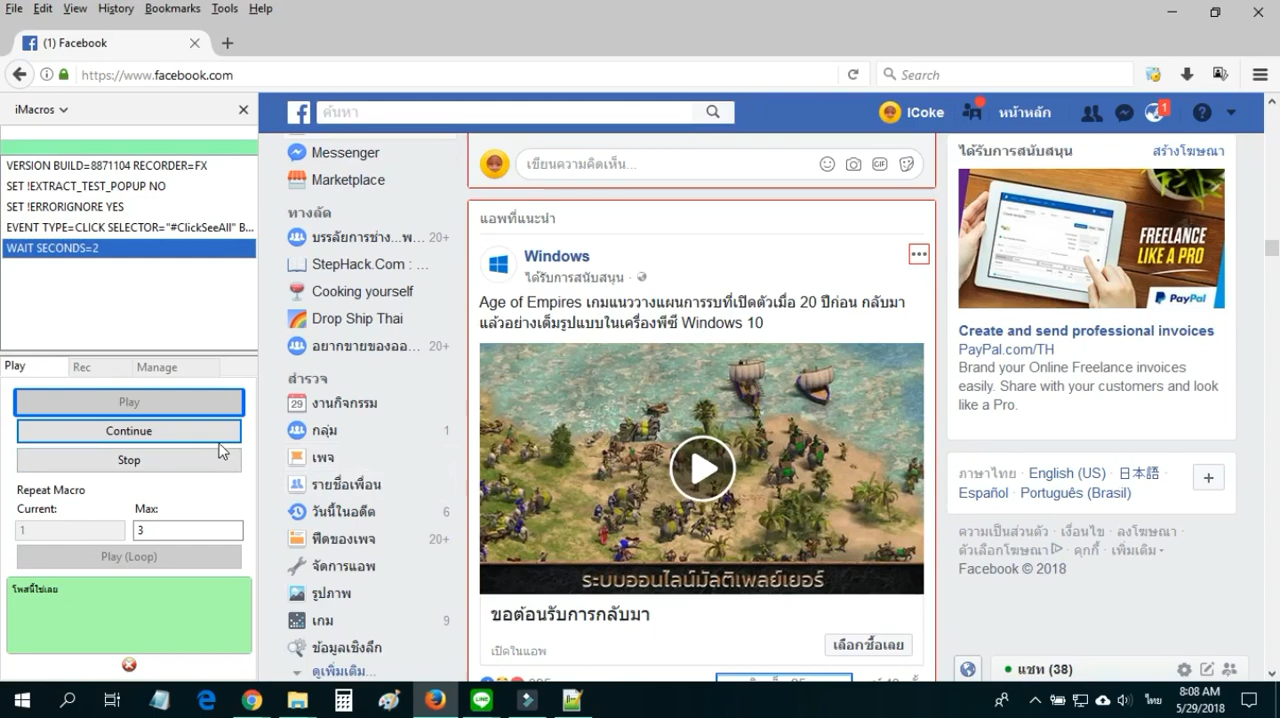 File Edit View History Bookmarks Tools Help
(1) Facebook
https://www.facebook.com
Search
iMacros
VERSION BUILD=8871104 RECORDER=FX
SET !EXTRACT_TEST_POPUP NO
SET !ERRORIGNORE YES
EVENT TYPE=CLICK SELECTOR="#ClickSeeAll" B...
WAIT SECONDS=2
Play Rec Manage
Play
Continue
Stop
Repeat Macro
Current: Max:
1 3
Play (Loop)
โพสนี้ใช่เลย
ค้นหา
ICoke
หน้าหลัก
1
Messenger
Marketplace
ทางลัด
บรรลัยการช่าง...พ... 20+
StepHack.Com : ...
Cooking yourself
Drop Ship Thai
อยากขายของออ... 20+
สำรวจ
29 งานกิจกรรม
กลุ่ม 1
เพจ
รายชื่อเพื่อน
วันนี้ในอดีต 6
ฟีดของเพจ 20+
จัดการแอพ
รูปภาพ
เกม 9
ข้อมูลเชิงลึก
ดูเพิ่มเติม...
เขียนความคิดเห็น...
GIF
แอพที่แนะนำ
Windows
ได้รับการสนับสนุน ·
Age of Empires เกมแนววางแผนการรบที่เปิดตัวเมื่อ 20 ปีก่อน กลับมา
แล้วอย่างเต็มรูปแบบในเครื่องพีซี Windows 10
ระบบออนไลน์มัลติเพลย์เยอร์
ขอต้อนรับการกลับมา
เปิดในแอพ
เลือกซื้อเลย
ได้รับการสนับสนุน สร้างโฆษณา
FREELANCE
LIKE A PRO
PayPal
Create and send professional invoices
PayPal.com/TH
Brand your Online Freelance invoices
easily. Share with your customers and look
like a Pro.
ภาษาไทย · English (US) · 日本語 ·
Español · Português (Brasil)
ความเป็นส่วนตัว · เงื่อนไข · ลงโฆษณา ·
ตัวเลือกโฆษณา · คุกกี้ · เพิ่มเติม
Facebook © 2018
แชท (38)
LINE
ไทย
8:08 AM
5/29/2018